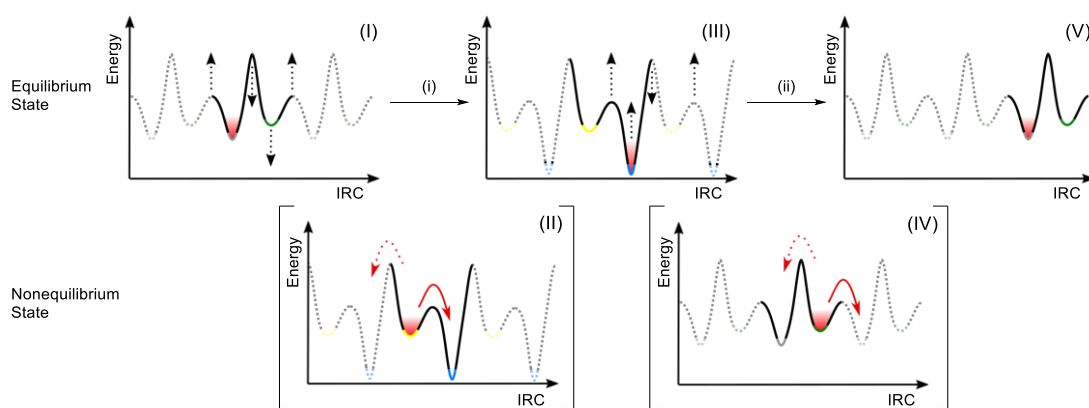 (I)
(III)
(V)
Energy
Energy
Energy
Equilibrium
State
(i)
(ii)
IRC
IRC
IRC
(II)
(IV)
Energy
Energy
Nonequilibrium
State
IRC
IRC